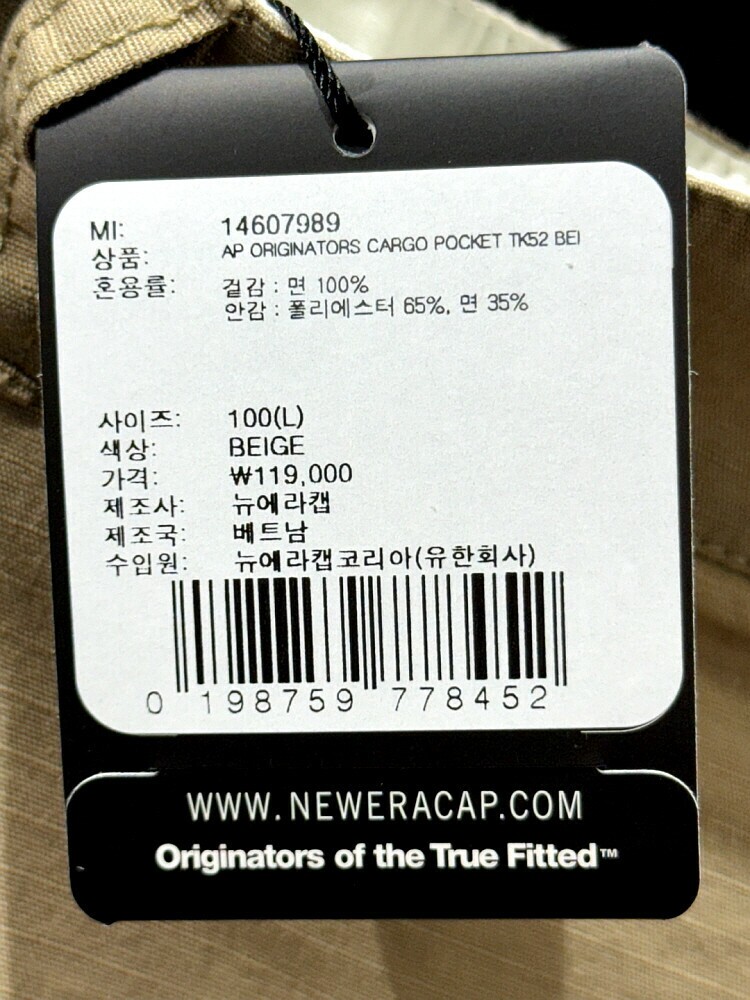 MI: 14607989
상품: AP ORIGINATORS CARGO POCKET TK52 BEI
혼용률: 겉감 : 면 100%
안감 : 폴리에스터 65%, 면 35%
사이즈: 100(L)
색상: BEIGE
가격: ₩119,000
제조사: 뉴에라캡
제조국: 베트남
수입원: 뉴에라캡코리아(유한회사)
0 198759 778452
WWW.NEWERACAP.COM
Originators of the True Fitted™